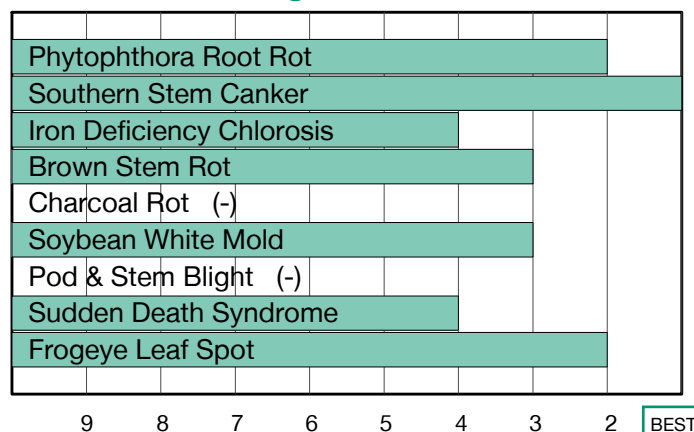 Phytophthora Root Rot
Southern Stem Canker
Iron Deficiency Chlorosis
Brown Stem Rot
Charcoal Rot (-)
Soybean White Mold
Pod & Stem Blight (-)
Sudden Death Syndrome
Frogeye Leaf Spot
9 8 7 6 5 4 3 2 BEST